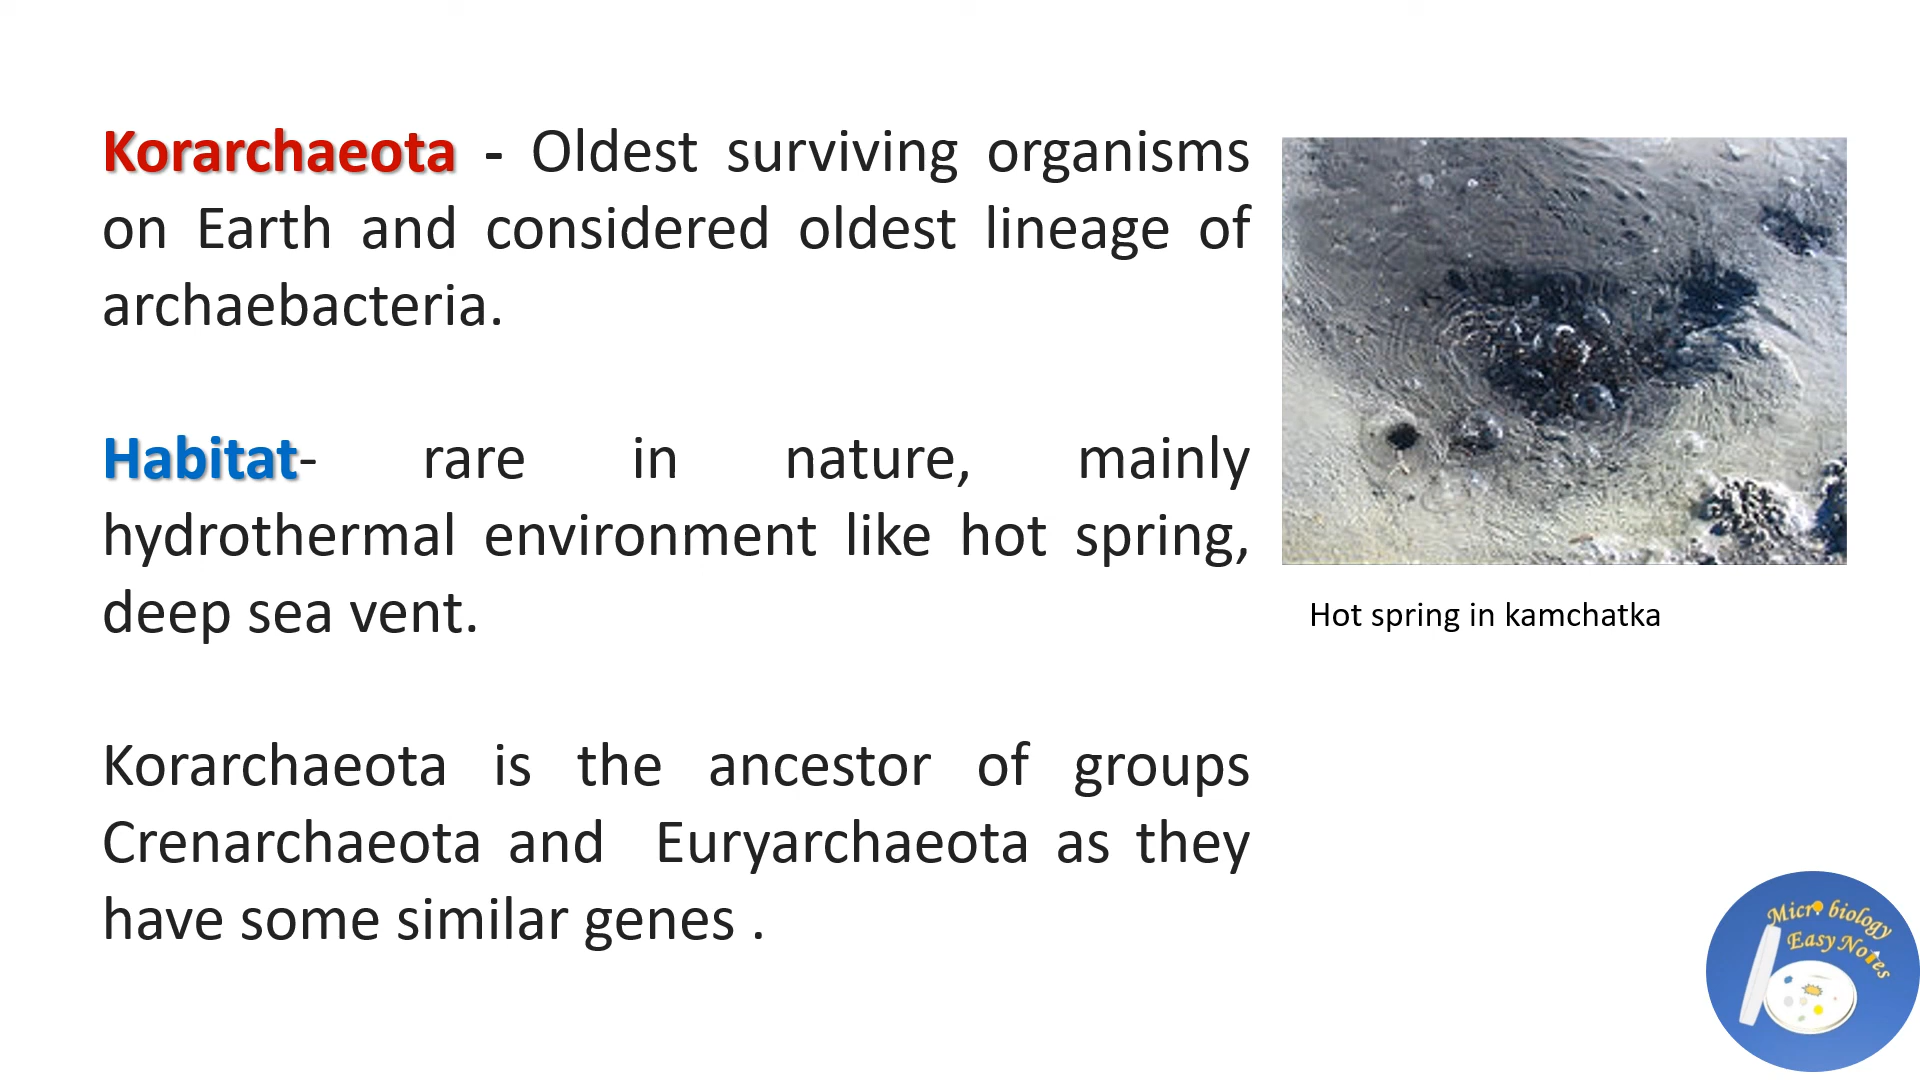 Korarchaeota - Oldest surviving organisms
on Earth and considered oldest lineage of
archaebacteria.
Habitat- rare in nature, mainly
hydrothermal environment like hot spring,
deep sea vent.
Korarchaeota is the ancestor of groups
Crenarchaeota and Euryarchaeota as they
have some similar genes .
Hot spring in kamchatka
Micro biology
Easy Notes